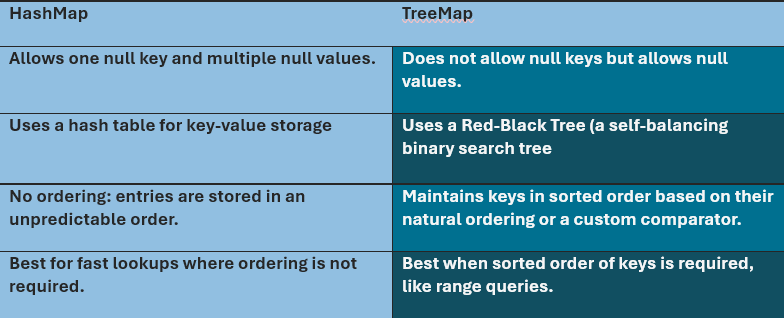 HashMap
TreeMap
Allows one null key and multiple null values.
Does not allow null keys but allows null
values.
Uses a hash table for key-value storage
Uses a Red-Black Tree (a self-balancing
binary search tree
No ordering: entries are stored in an
unpredictable order.
Maintains keys in sorted order based on their
natural ordering or a custom comparator.
Best for fast lookups where ordering is not
required.
Best when sorted order of keys is required,
like range queries.